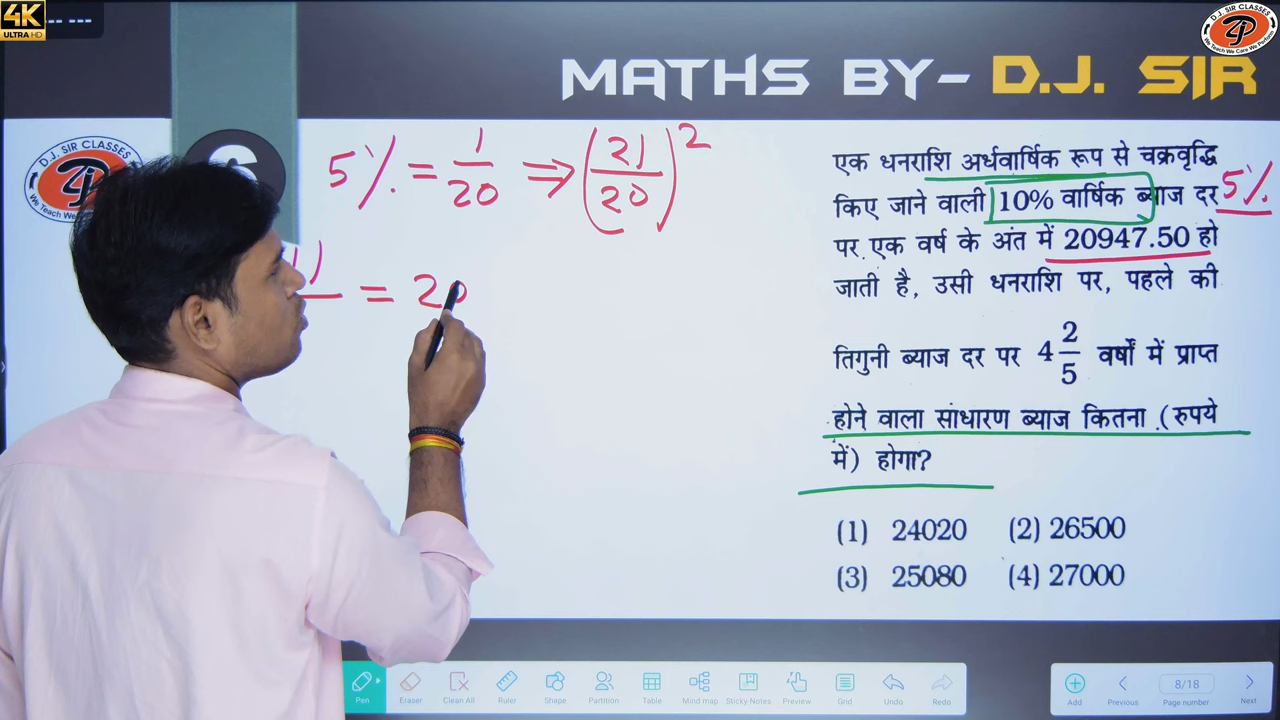 4K
ULTRA HD
D.J. SIR CLASSES
We Teach We Care We Perform
MATHS BY- D.J. SIR
D.J. SIR CLASSES
5% = 1/20 ⇒ (21/20)²
= 20
एक धनराशि अर्धवार्षिक रूप से चक्रवृद्धि
किए जाने वाली 10% वार्षिक ब्याज दर 5%
पर एक वर्ष के अंत में 20947.50 हो
जाती है, उसी धनराशि पर, पहले की
तिगुनी ब्याज दर पर 4 2/5 वर्षों में प्राप्त
होने वाला साधारण ब्याज कितना (रुपये
में) होगा?
(1) 24020 (2) 26500
(3) 25080 (4) 27000
Pen Eraser Clean All Ruler Shape Partition Table Mind map Sticky Notes Preview Grid Undo Redo
Add Previous 8/18 Page number Next